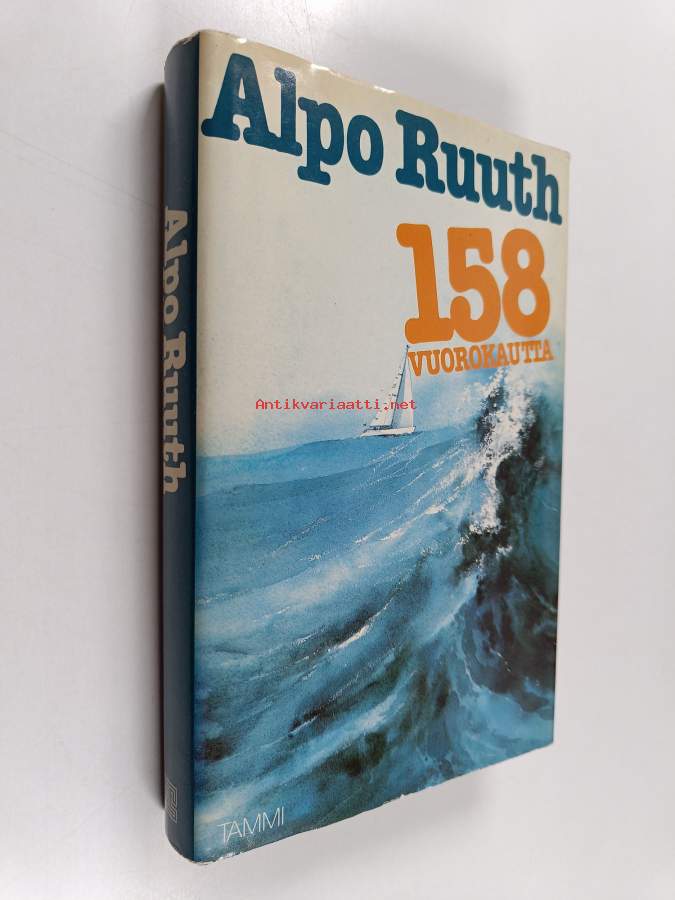 Alpo Ruuth
158
VUOROKAUTTA
Antikvariaatti.net
TAMMI
Alpo Ruuth